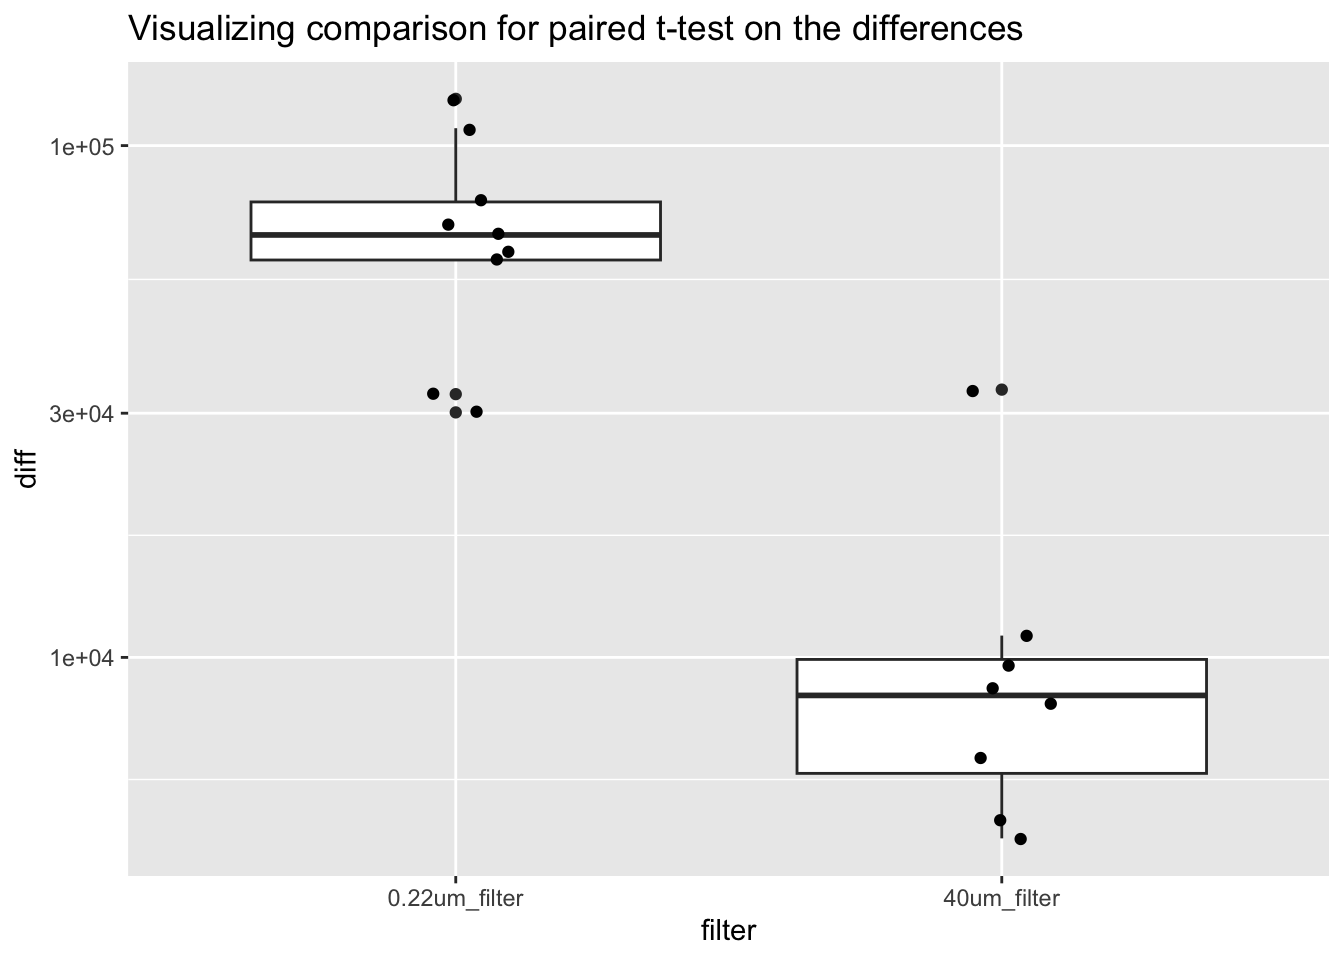 Visualizing comparison for paired t-test on the differences
1e+05
3e+04
1e+04
diff
0.22um_filter
40um_filter
filter